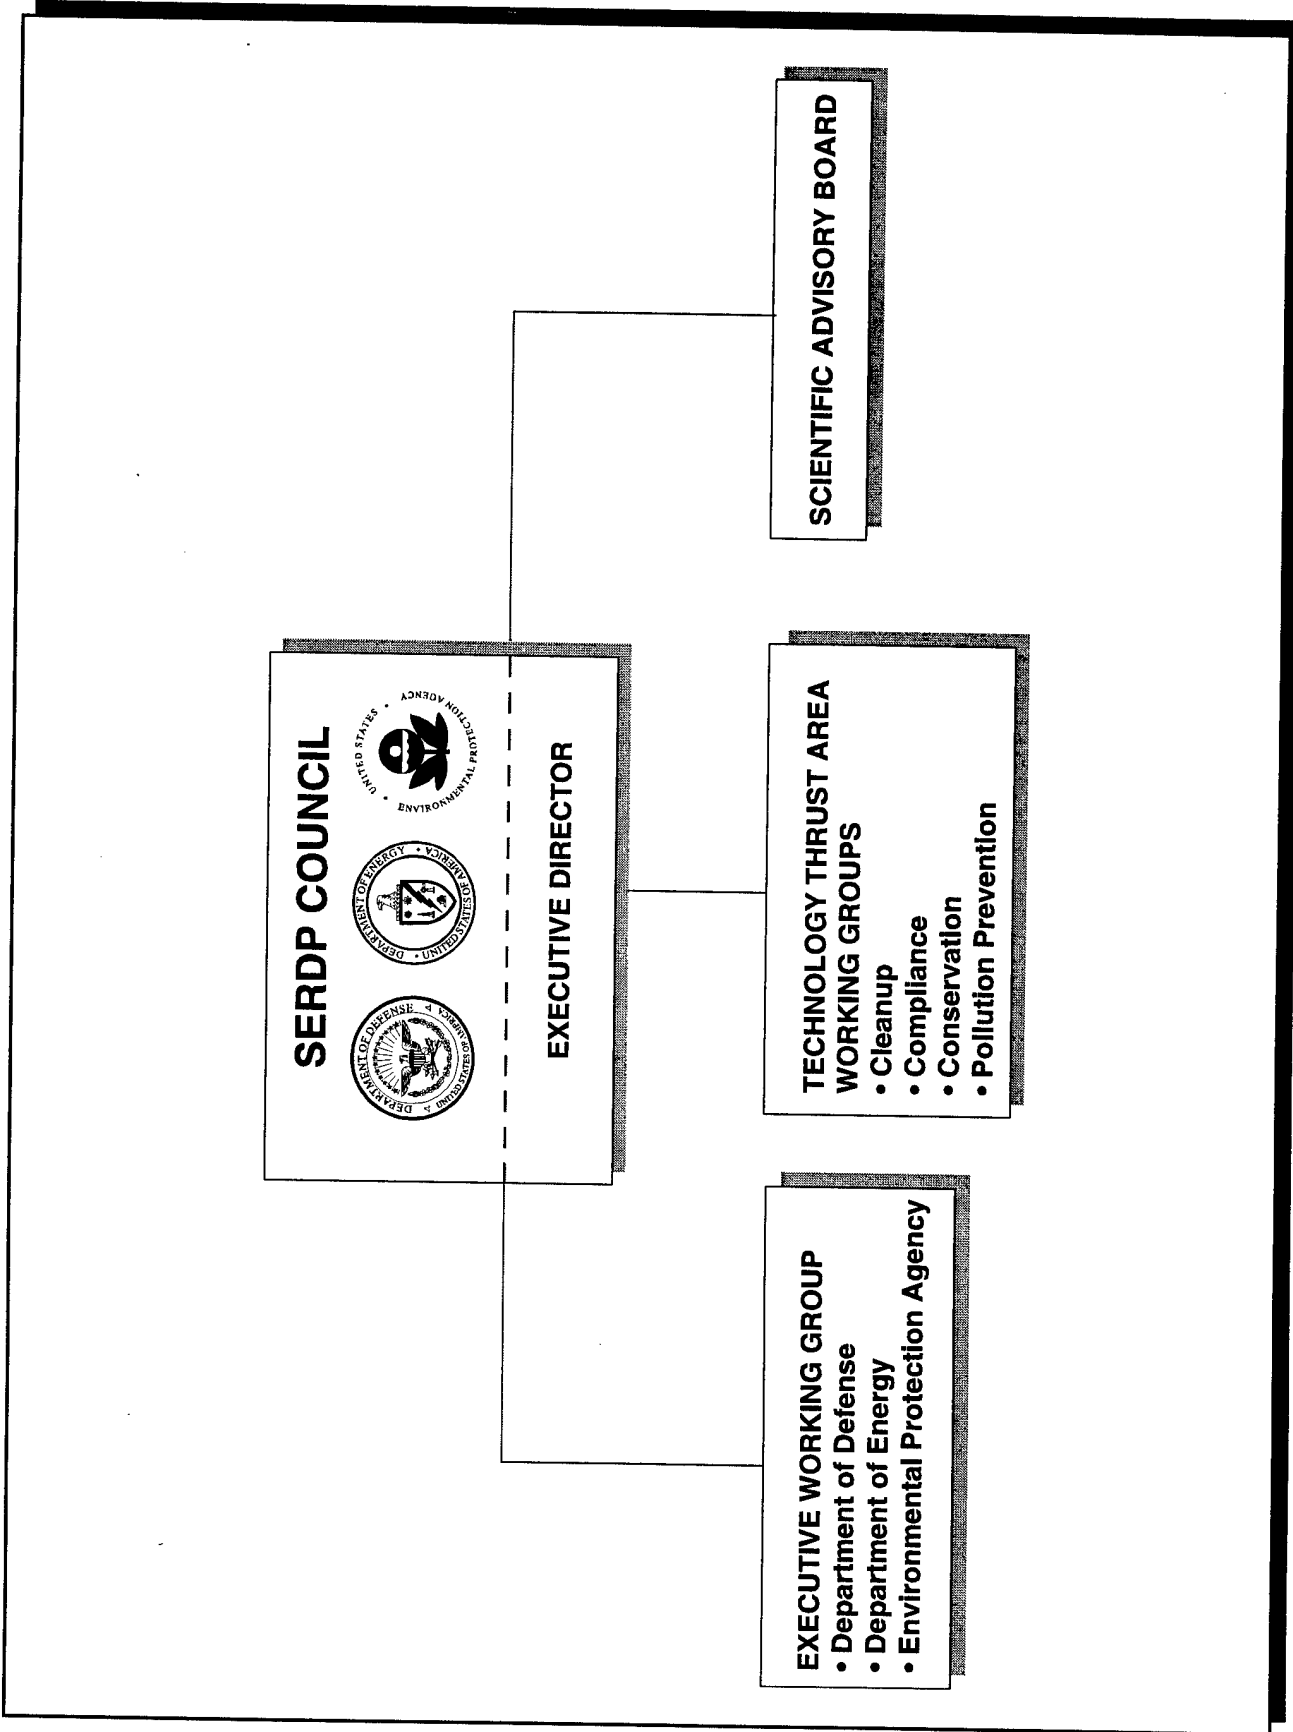 SERDP COUNCIL
DEPARTMENT OF DEFENSE
UNITED STATES OF AMERICA
DEPARTMENT OF ENERGY
UNITED STATES OF AMERICA
UNITED STATES
ENVIRONMENTAL PROTECTION AGENCY
EXECUTIVE DIRECTOR
EXECUTIVE WORKING GROUP
• Department of Defense
• Department of Energy
• Environmental Protection Agency
TECHNOLOGY THRUST AREA
WORKING GROUPS
• Cleanup
• Compliance
• Conservation
• Pollution Prevention
SCIENTIFIC ADVISORY BOARD